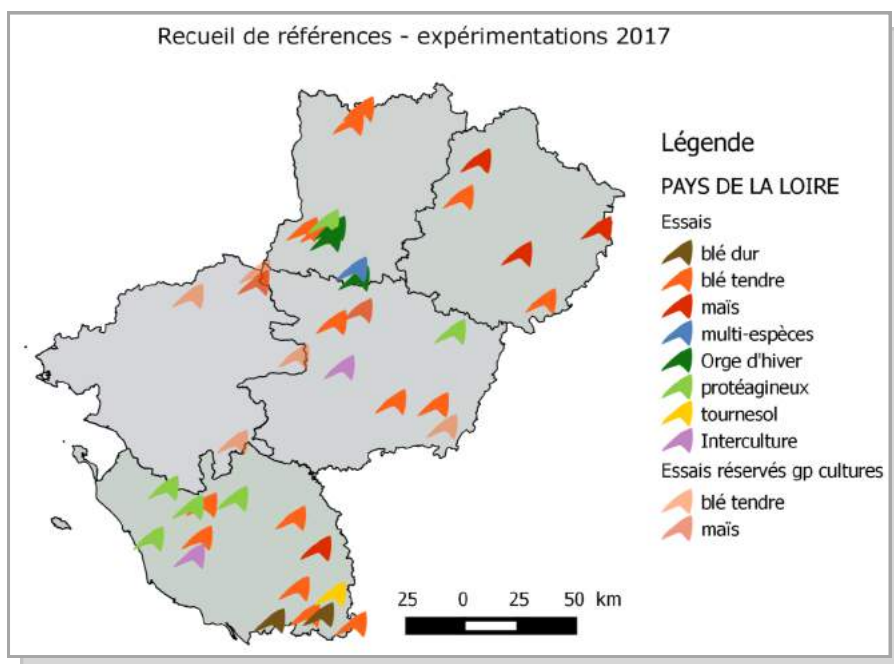 Recueil de références - expérimentations 2017
Légende
PAYS DE LA LOIRE
Essais
blé dur
blé tendre
maïs
multi-espèces
Orge d'hiver
protéagineux
tournesol
Interculture
Essais réservés gp cultures
blé tendre
maïs
25 0 25 50 km